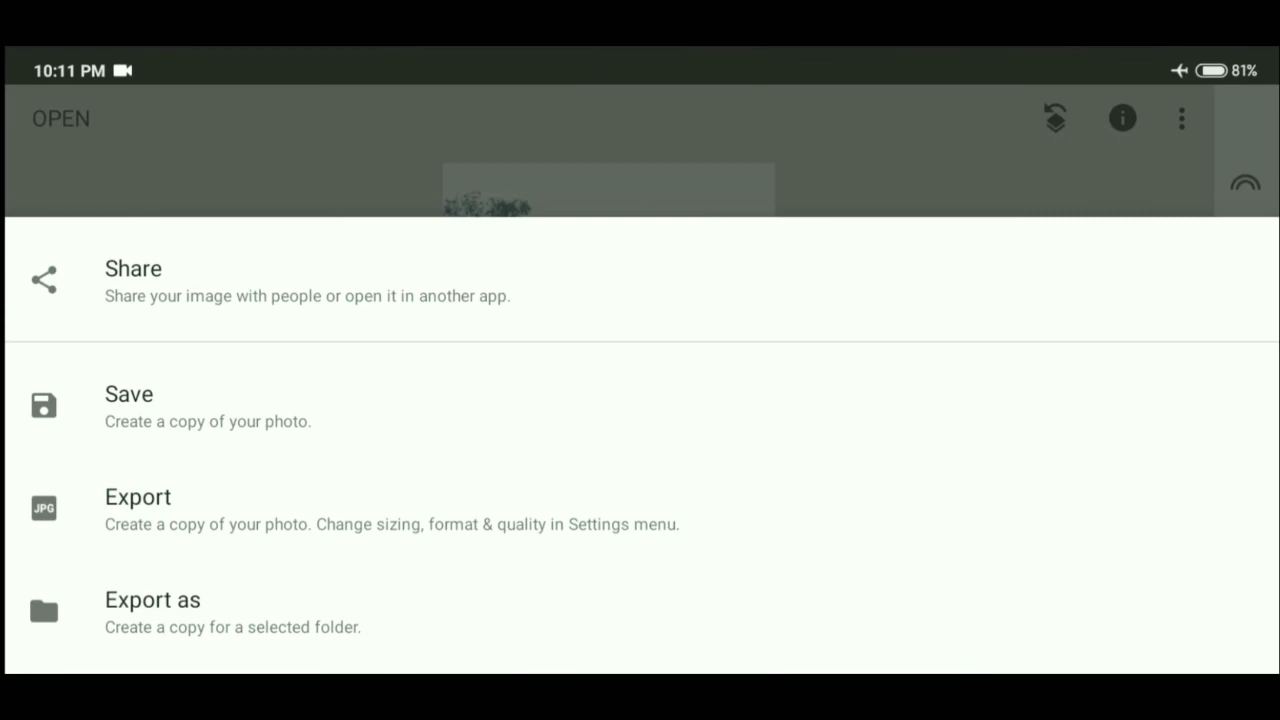 10:11 PM
81%
OPEN
Share
Share your image with people or open it in another app.
Save
Create a copy of your photo.
JPG
Export
Create a copy of your photo. Change sizing, format & quality in Settings menu.
Export as
Create a copy for a selected folder.